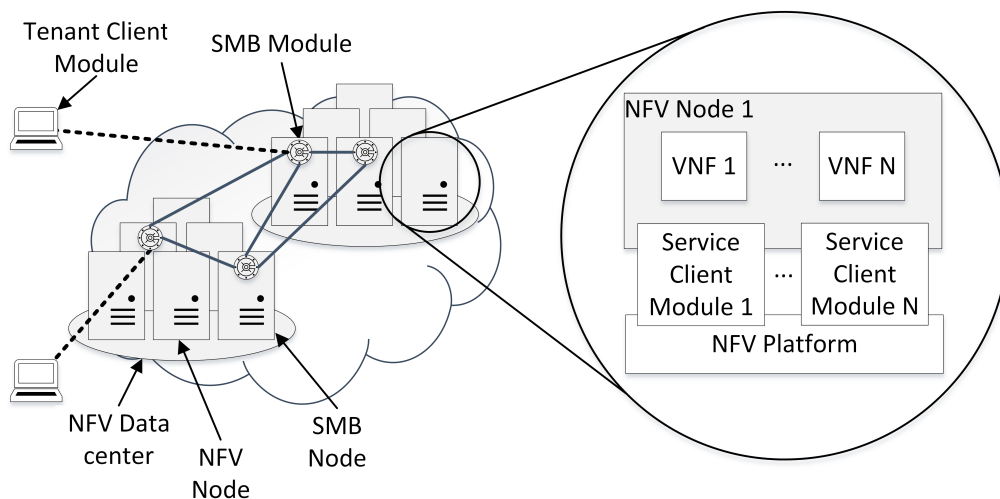 Tenant Client
Module
SMB Module
NFV Data
center
NFV
Node
SMB
Node
NFV Node 1
VNF 1
...
VNF N
Service
Client
Module 1
...
Service
Client
Module N
NFV Platform